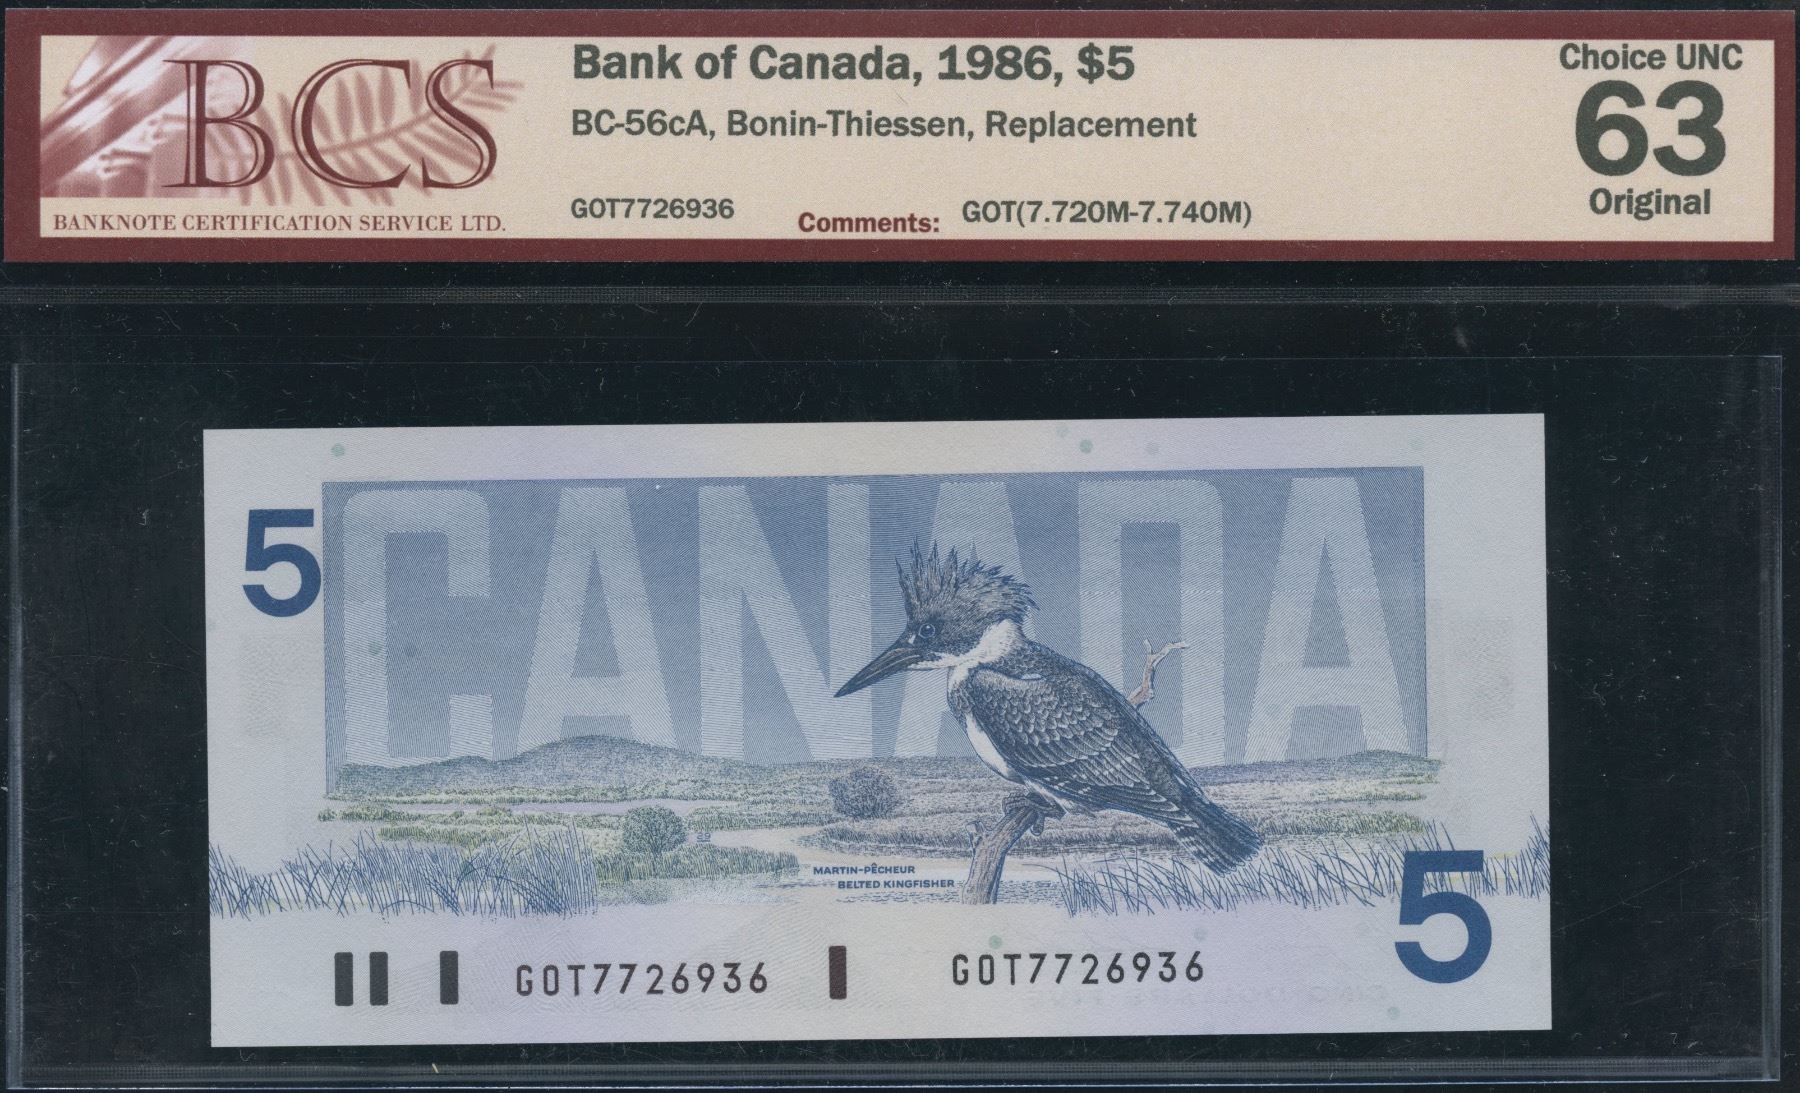 BCS
BANKNOTE CERTIFICATION SERVICE LTD.
Bank of Canada, 1986, $5
BC-56cA, Bonin-Thiessen, Replacement
GOT7726936
Comments: GOT(7.720M-7.740M)
Choice UNC
63
Original
5
CANADA
MARTIN-PÊCHEUR
BELTED KINGFISHER
5
GOT7726936
GOT7726936